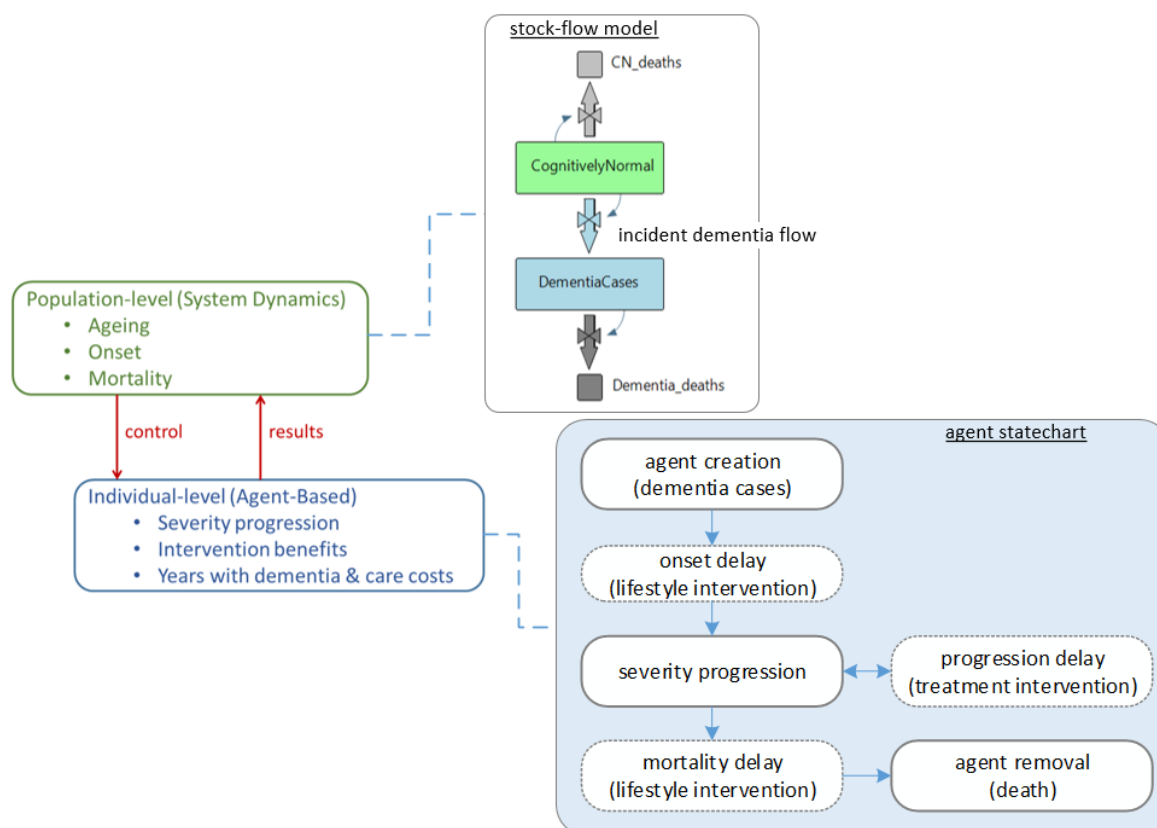 stock-flow model
CN_deaths
CognitivelyNormal
incident dementia flow
DementiaCases
Dementia_deaths
Population-level (System Dynamics)
• Ageing
• Onset
• Mortality
control
results
Individual-level (Agent-Based)
• Severity progression
• Intervention benefits
• Years with dementia & care costs
agent statechart
agent creation
(dementia cases)
onset delay
(lifestyle intervention)
severity progression
progression delay
(treatment intervention)
mortality delay
(lifestyle intervention)
agent removal
(death)